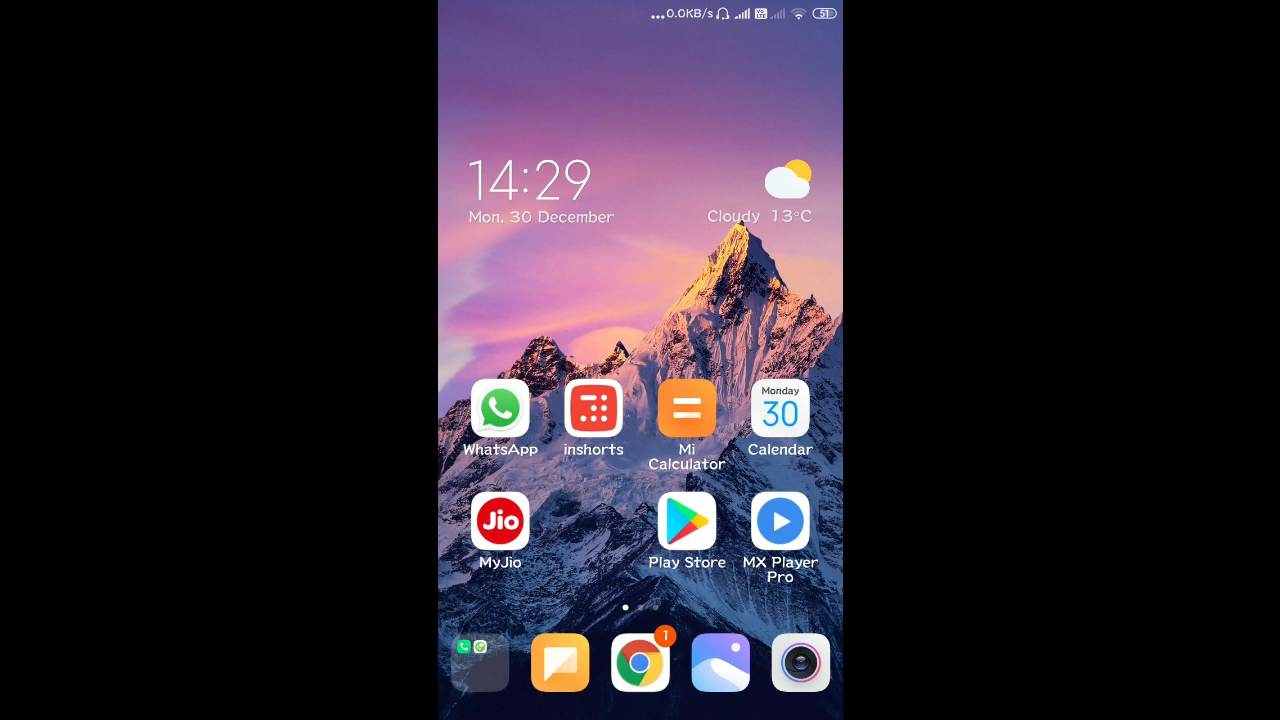 ...0.0KB/s VoLTE 51
14:29
Mon. 30 December
Cloudy 13°C
Monday
30
WhatsApp inshorts Mi Calculator Calendar
Jio
MyJio Play Store MX Player Pro
1